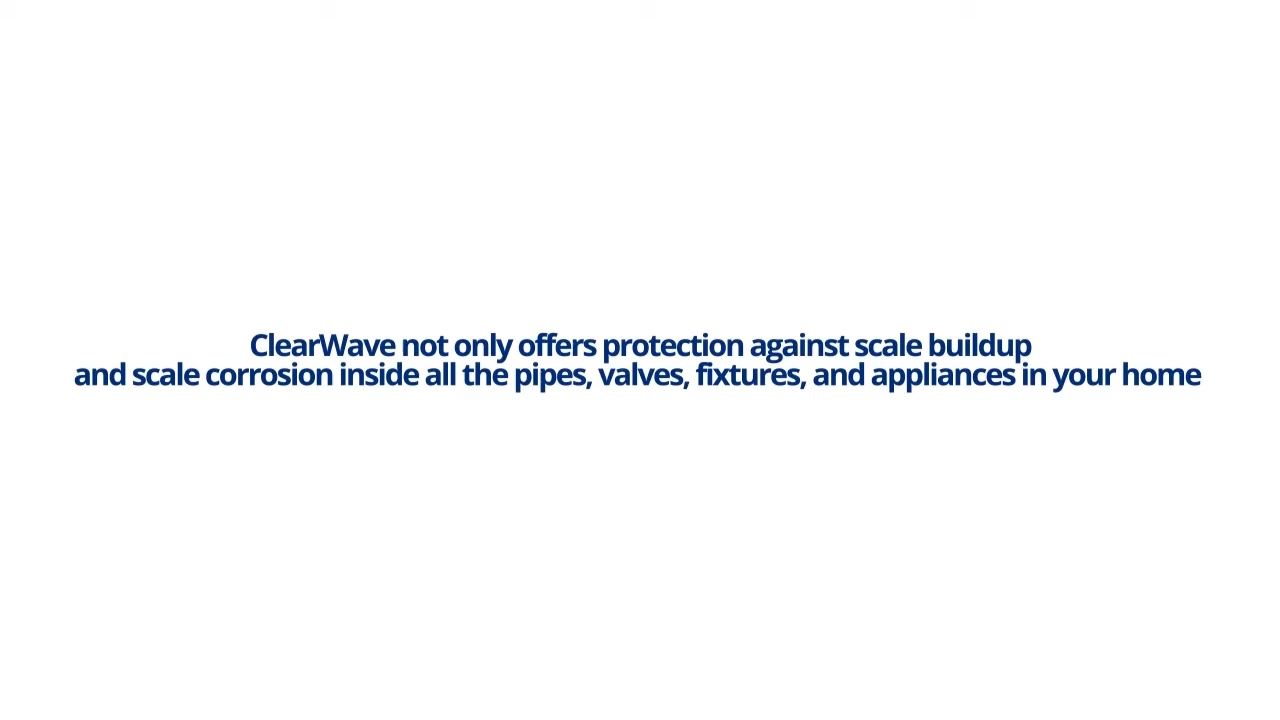 ClearWave not only offers protection against scale buildup
and scale corrosion inside all the pipes, valves, fixtures, and appliances in your home